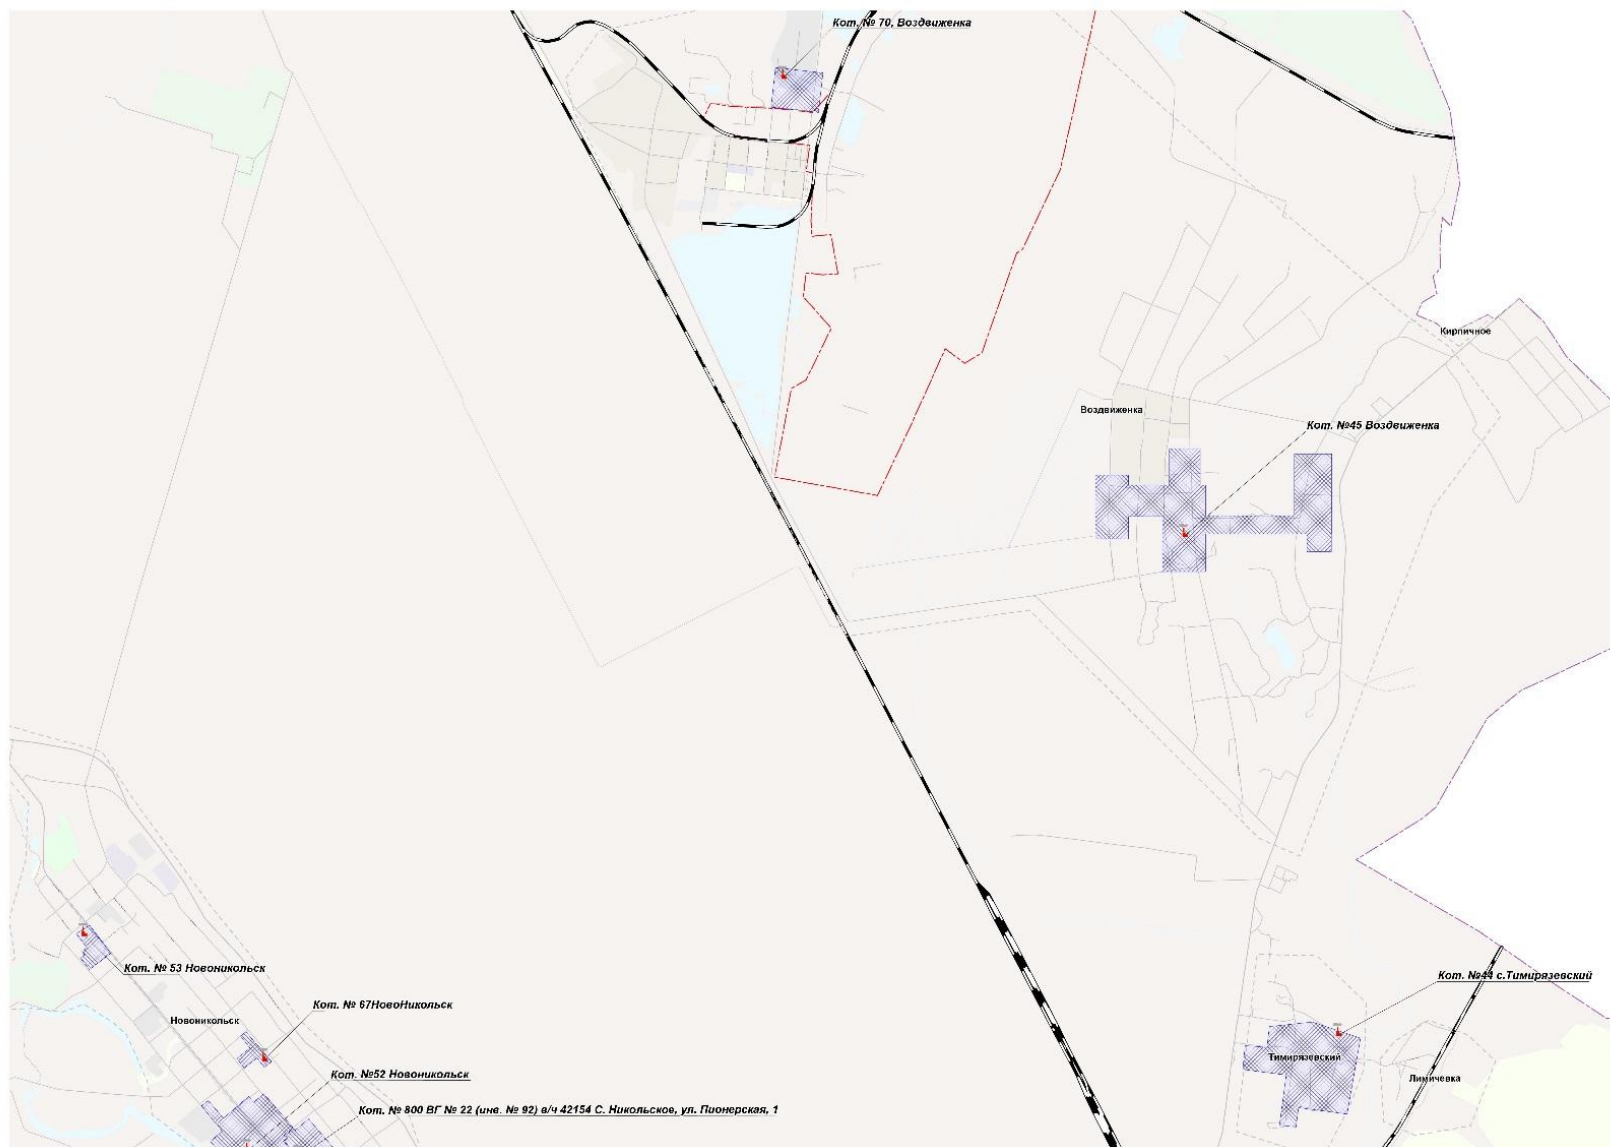 Кот. № 70, Воздвиженка
Кирпичное
Воздвиженка
Кот. №45 Воздвиженка
Кот. № 53 Новоникольск
Кот. №44 с.Тимирязевский
Кот. № 67НовоНикольск
Новоникольск
Тимирязевский
Кот. №52 Новоникольск
Лимичевка
Кот. № 800 ВГ № 22 (инв. № 92) в/ч 42154 С. Никольское, ул. Пионерская, 1